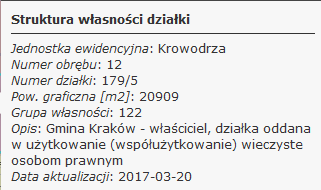 Struktura własności działki
Jednostka ewidencyjna: Krowodrza
Numer obrębu: 12
Numer działki: 179/5
Pow. graficzna [m2]: 20909
Grupa własności: 122
Opis: Gmina Kraków - właściciel, działka oddana
w użytkowanie (współużytkowanie) wieczyste
osobom prawnym
Data aktualizacji: 2017-03-20